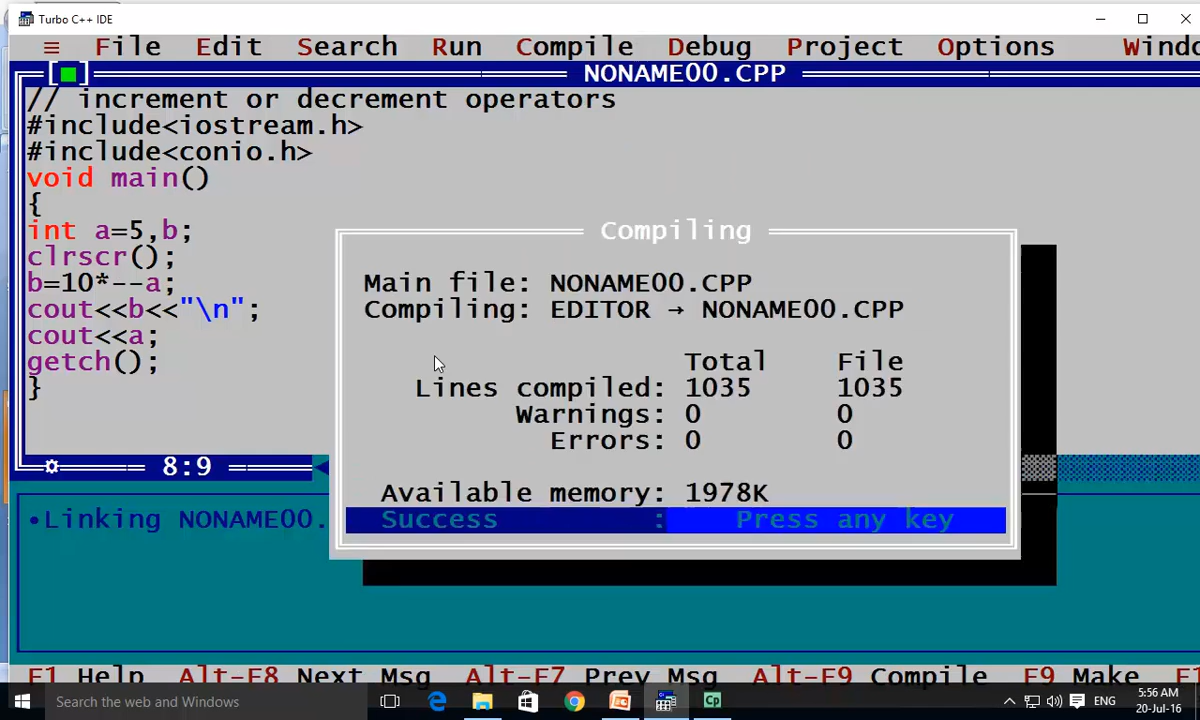 Turbo C++ IDE
≡ File Edit Search Run Compile Debug Project Options Windo
NONAME00.CPP
// increment or decrement operators
#include<iostream.h>
#include<conio.h>
void main()
{
int a=5,b;
clrscr();
b=10*--a;
cout<<b<<"\n";
cout<<a;
getch();
}
8:9
Compiling
Main file: NONAME00.CPP
Compiling: EDITOR → NONAME00.CPP
Total File
Lines compiled: 1035 1035
Warnings: 0 0
Errors: 0 0
Available memory: 1978K
Success : Press any key
•Linking NONAME00.
F1 Help Alt-F8 Next Msg Alt-F7 Prev Msg Alt-F9 Compile F9 Make F1
Search the web and Windows
Cp
ENG
5:56 AM
20-Jul-16